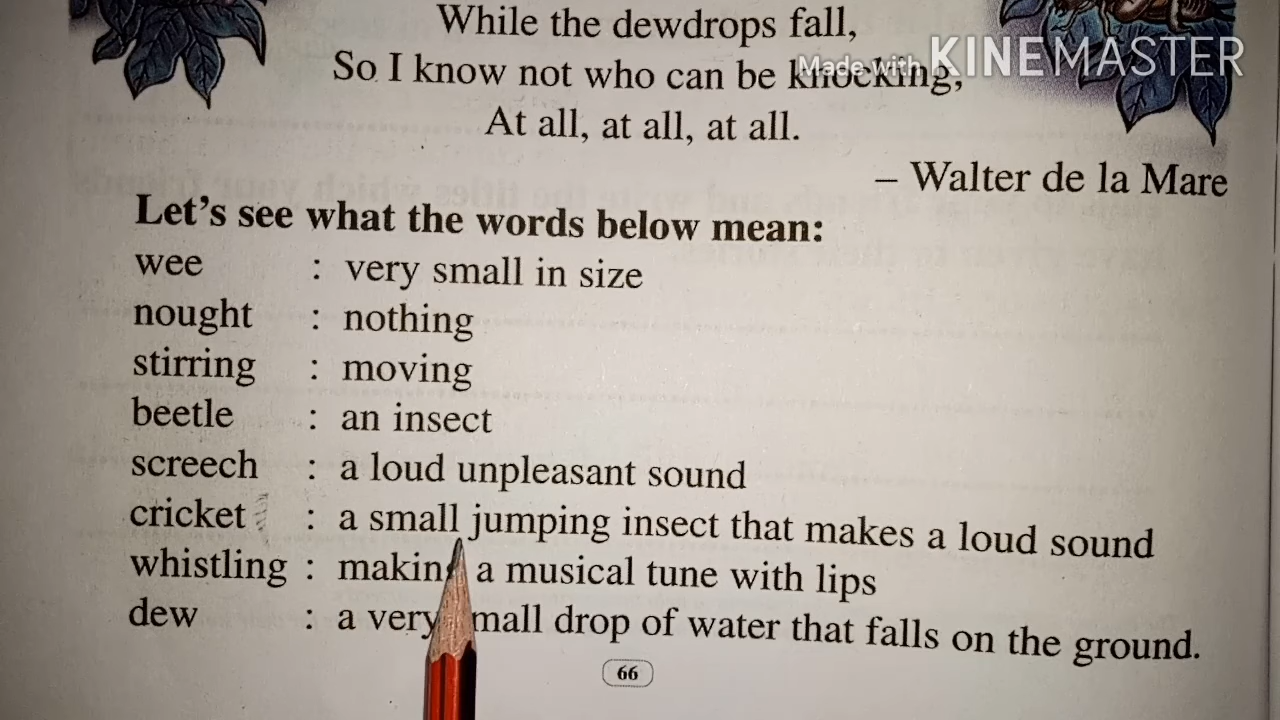 While the dewdrops fall,
So I know not who can be knocking,
Made with KINEMASTER
At all, at all, at all.
– Walter de la Mare
Let's see what the words below mean:
wee : very small in size
nought : nothing
stirring : moving
beetle : an insect
screech : a loud unpleasant sound
cricket : a small jumping insect that makes a loud sound
whistling : making a musical tune with lips
dew : a very small drop of water that falls on the ground.
66